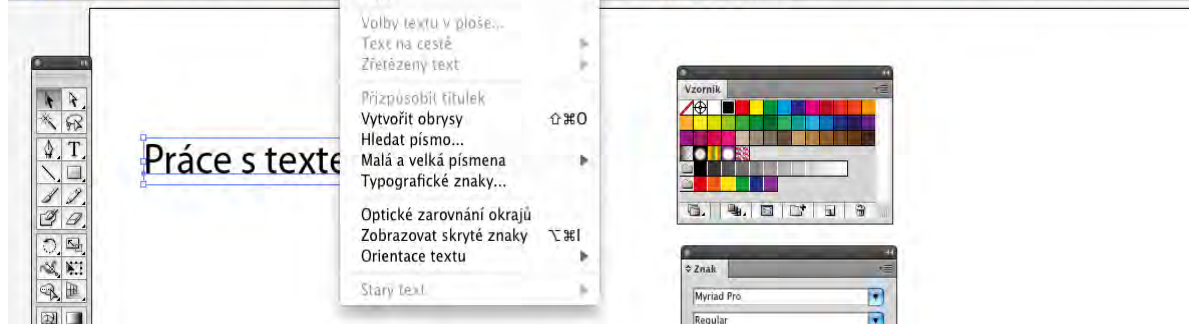 Volby textu v ploše...
Text na cestě
Zřetězený text
Přizpůsobit titulek
Vytvořit obrysy ⇧⌘O
Hledat písmo...
Malá a velká písmena
Typografické znaky...
Optické zarovnání okrajů
Zobrazovat skryté znaky ⌥⌘I
Orientace textu
Starý text
Práce s texte
Vzorník
Znak
Myriad Pro
Regular